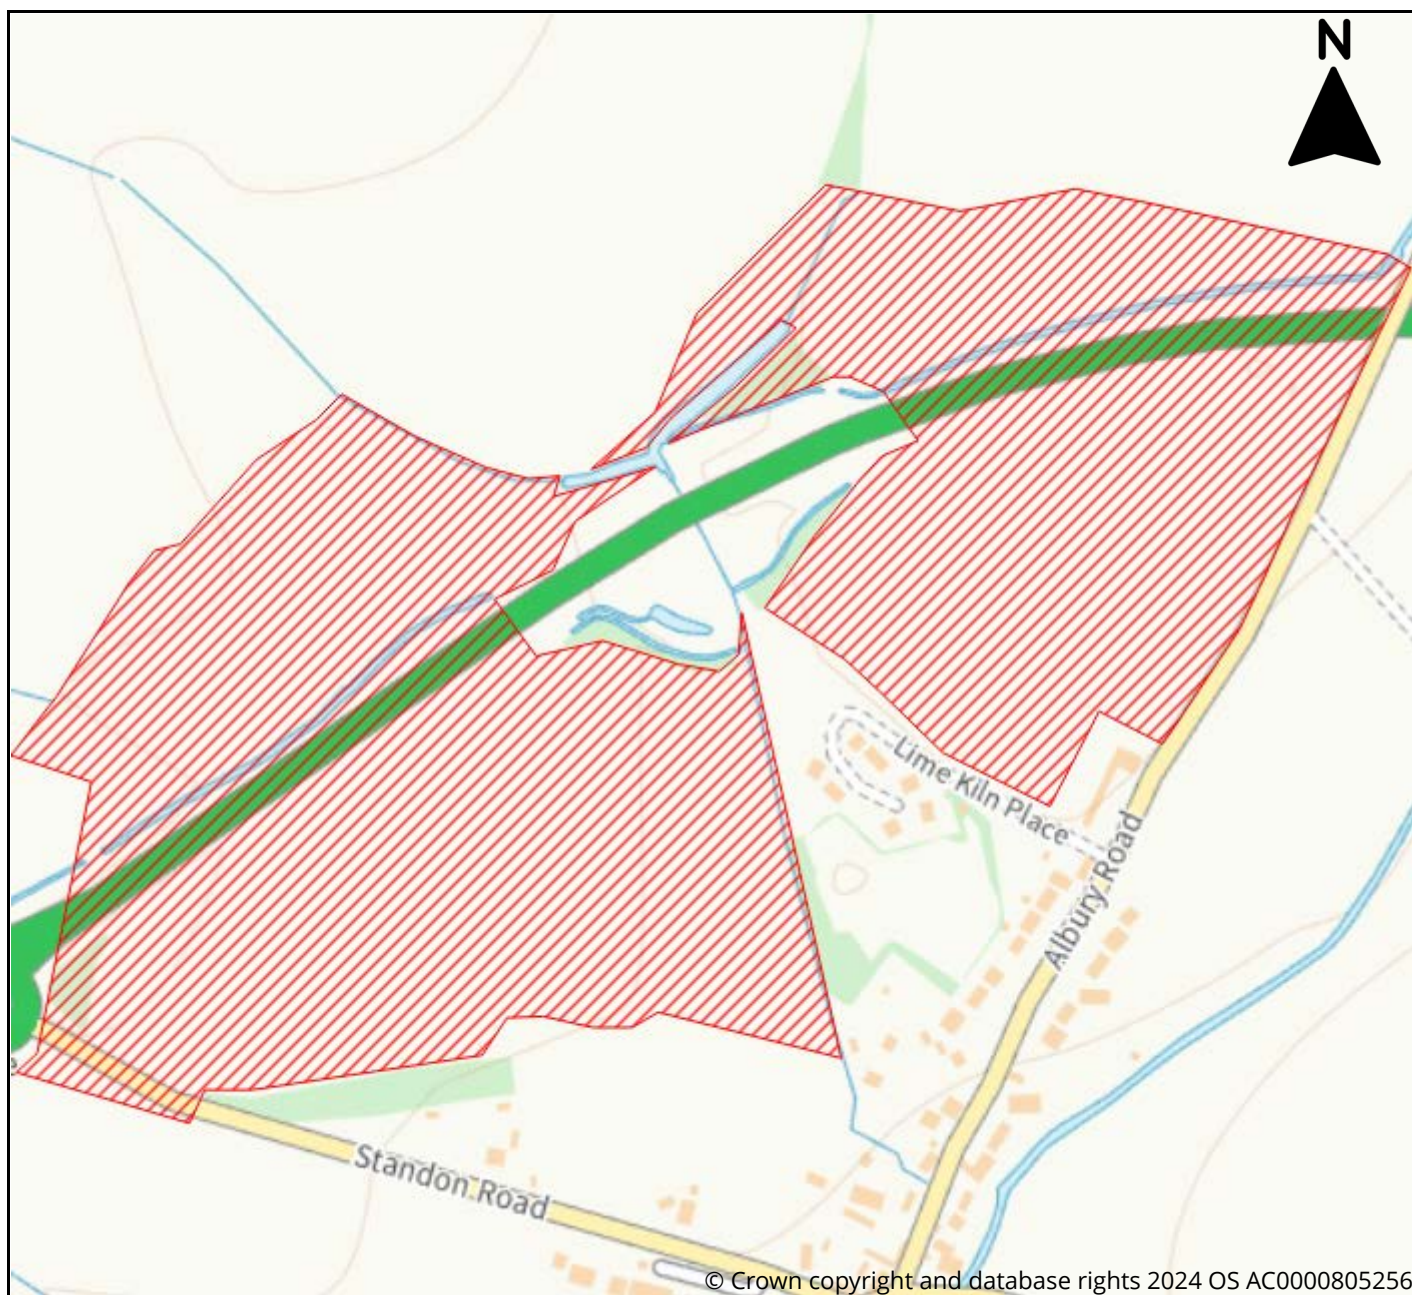 N
Lime Kiln Place
Albury Road
Standon Road
© Crown copyright and database rights 2024 OS AC0000805256